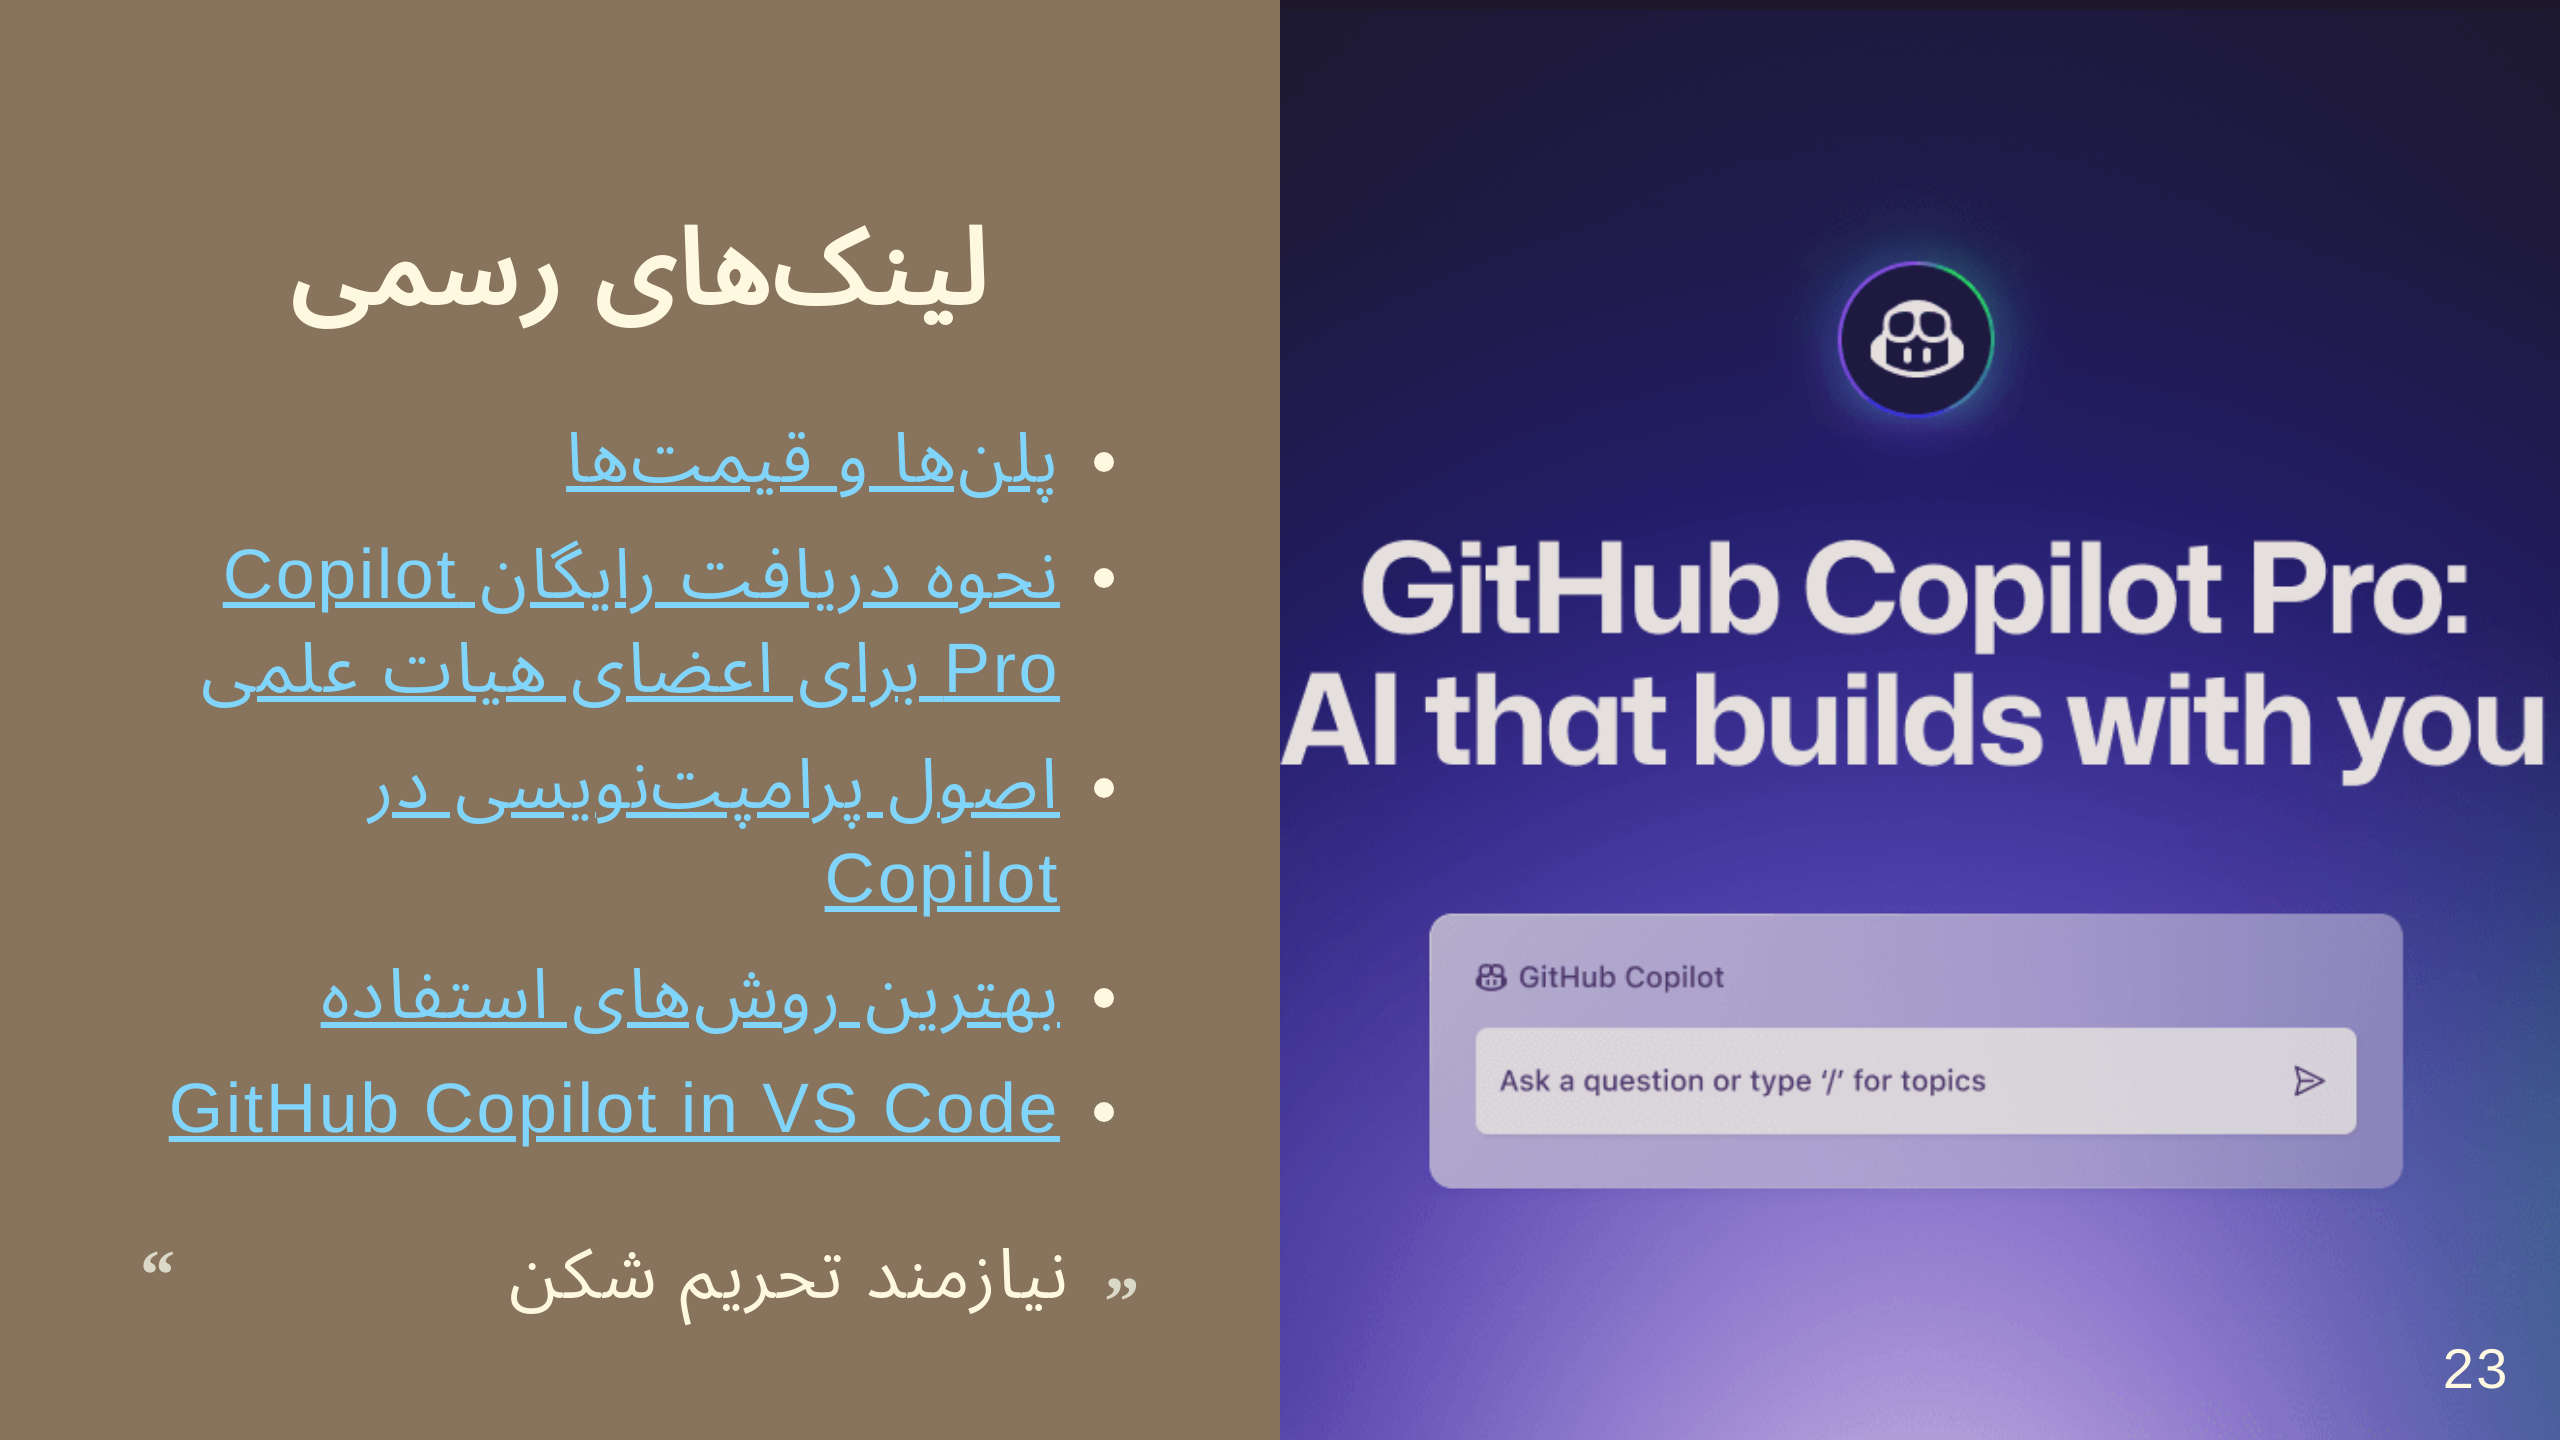 لینک‌های رسمی
• پلن‌ها و قیمت‌ها
• نحوه دریافت رایگان Copilot
Pro برای اعضای هیات علمی
• اصول پرامپت‌نویسی در
Copilot
• بهترین روش‌های استفاده
• GitHub Copilot in VS Code
” نیازمند تحریم شکن “
GitHub Copilot Pro:
AI that builds with you
GitHub Copilot
Ask a question or type ‘/’ for topics
23